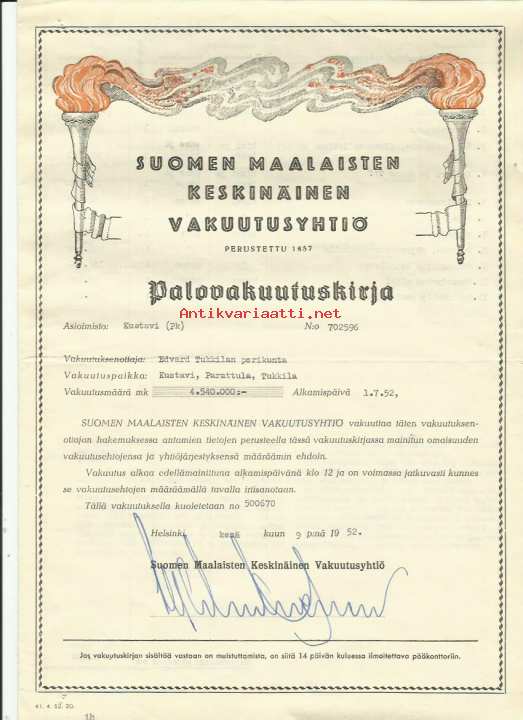 SUOMEN MAALAISTEN
KESKINÄINEN
VAKUUTUSYHTIÖ
PERUSTETTU 1857
Palovakuutuskirja
Antikvariaatti.net
Asioimisto: Kustavi (Pk) N:o 702596
Vakuutuksenottaja: Edvard Tukkilan perikunta
Vakuutuspaikka: Kustavi, Parattula, Tukkila
Vakuutusmäärä mk 4.540.000:- Alkamispäivä 1.7.52,
SUOMEN MAALAISTEN KESKINÄINEN VAKUUTUSYHTIÖ vakuuttaa täten vakuutuksen-
ottajan hakemuksessa antamien tietojen perusteella tässä vakuutuskirjassa mainitun omaisuuden
vakuutusehtojensa ja yhtiöjärjestyksensä määräämin ehdoin.
Vakuutus alkaa edellämainittuna alkamispäivänä klo 12 ja on voimassa jatkuvasti kunnes
se vakuutusehtojen määräämällä tavalla irtisanotaan.
Tällä vakuutuksella kuoletetaan no 500670
Helsinki, kesä kuun 9 p:nä 19 52.
Suomen Maalaisten Keskinäinen Vakuutusyhtiö
Jos vakuutuskirjan sisältöä vastaan on muistuttamista, on siitä 14 päivän kuluessa ilmoitettava pääkonttoriin.
41. 4. 52. 20.